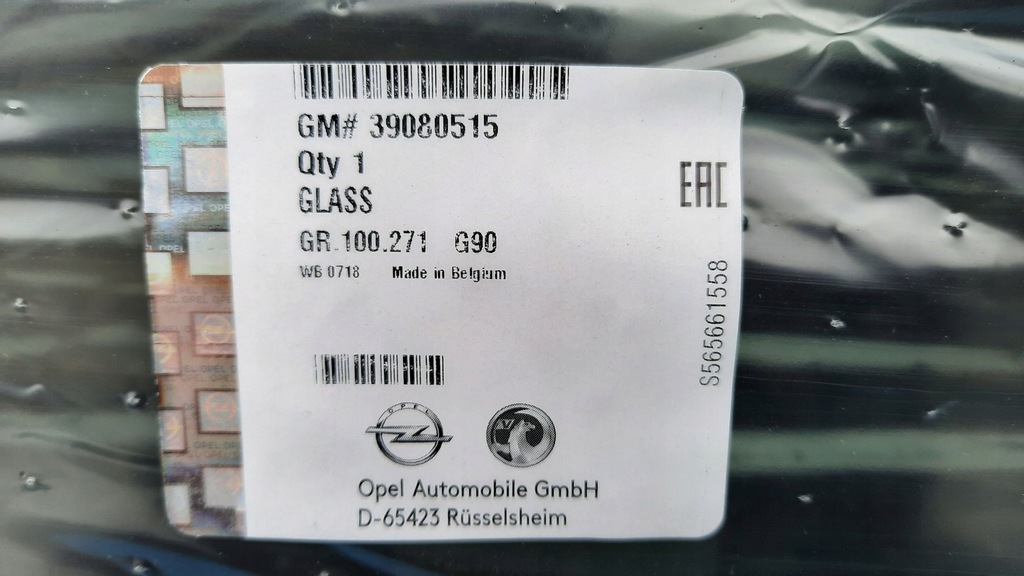 GM# 39080515
Qty 1
GLASS
GR.100.271 G90
WB 0718 Made in Belgium
EAC
S565661558
OPEL
Opel Automobile GmbH
D-65423 Rüsselsheim